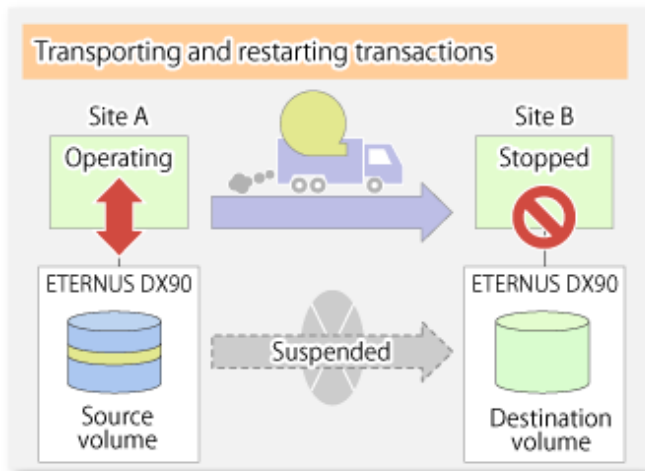 Transporting and restarting transactions
Site A
Site B
Operating
Stopped
ETERNUS DX90
ETERNUS DX90
Suspended
Source
volume
Destination
volume